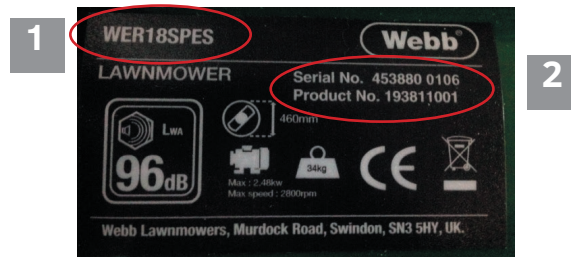 1
WER18SPES
Webb
LAWNMOWER
Serial No. 453880 0106
Product No. 193811001
2
LWA
96dB
460mm
Max : 2.48kw
Max speed : 2800rpm
34kg
CE
Webb Lawnmowers, Murdock Road, Swindon, SN3 5HY, UK.